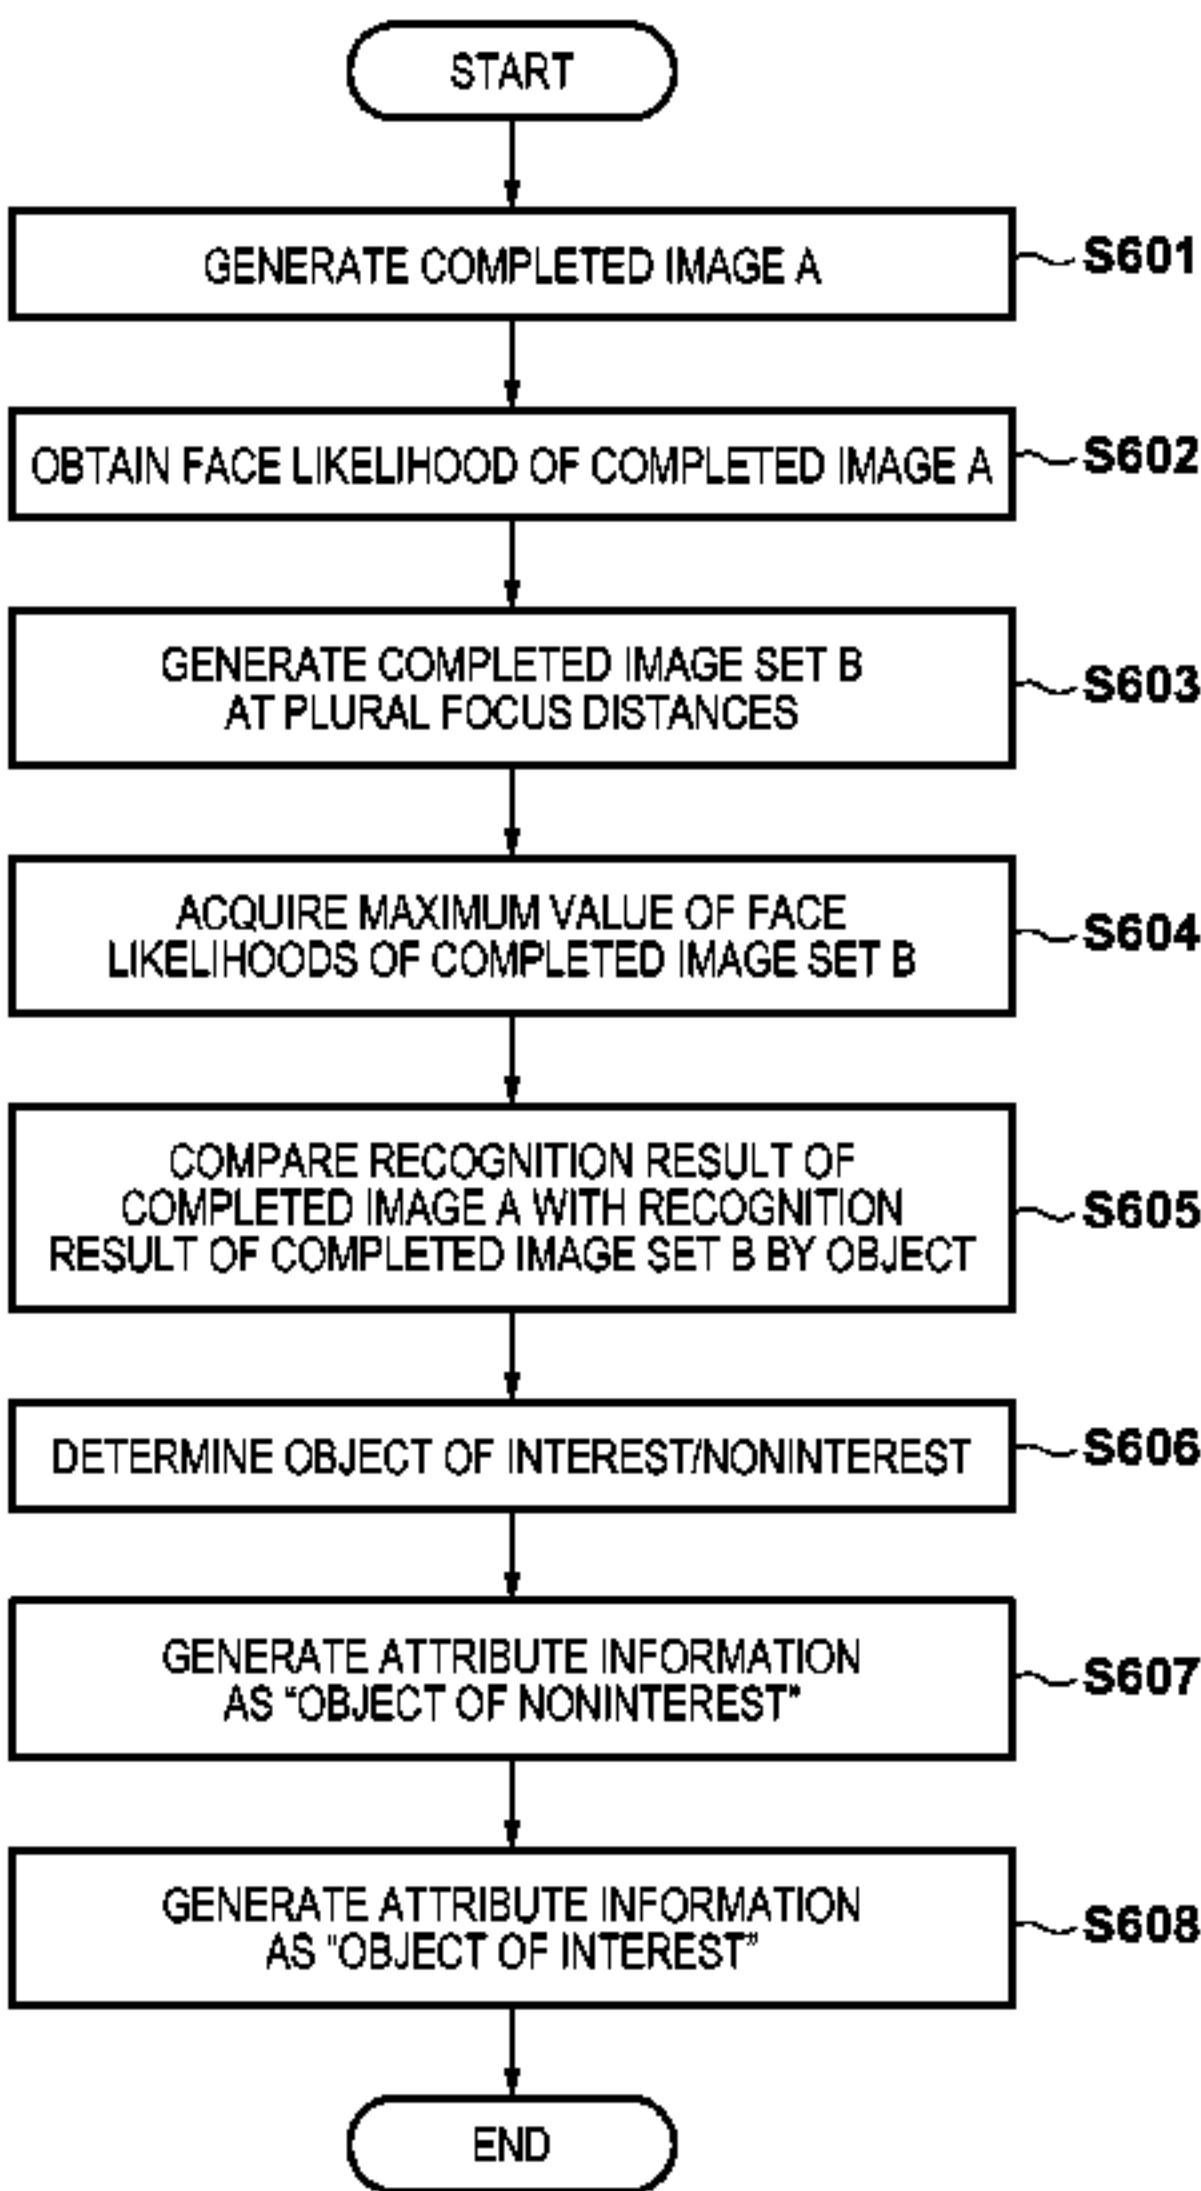 START
GENERATE COMPLETED IMAGE A
S601
OBTAIN FACE LIKELIHOOD OF COMPLETED IMAGE A
S602
GENERATE COMPLETED IMAGE SET B
AT PLURAL FOCUS DISTANCES
S603
ACQUIRE MAXIMUM VALUE OF FACE
LIKELIHOODS OF COMPLETED IMAGE SET B
S604
COMPARE RECOGNITION RESULT OF
COMPLETED IMAGE A WITH RECOGNITION
RESULT OF COMPLETED IMAGE SET B BY OBJECT
S605
DETERMINE OBJECT OF INTEREST/NONINTEREST
S606
GENERATE ATTRIBUTE INFORMATION
AS “OBJECT OF NONINTEREST”
S607
GENERATE ATTRIBUTE INFORMATION
AS “OBJECT OF INTEREST”
S608
END